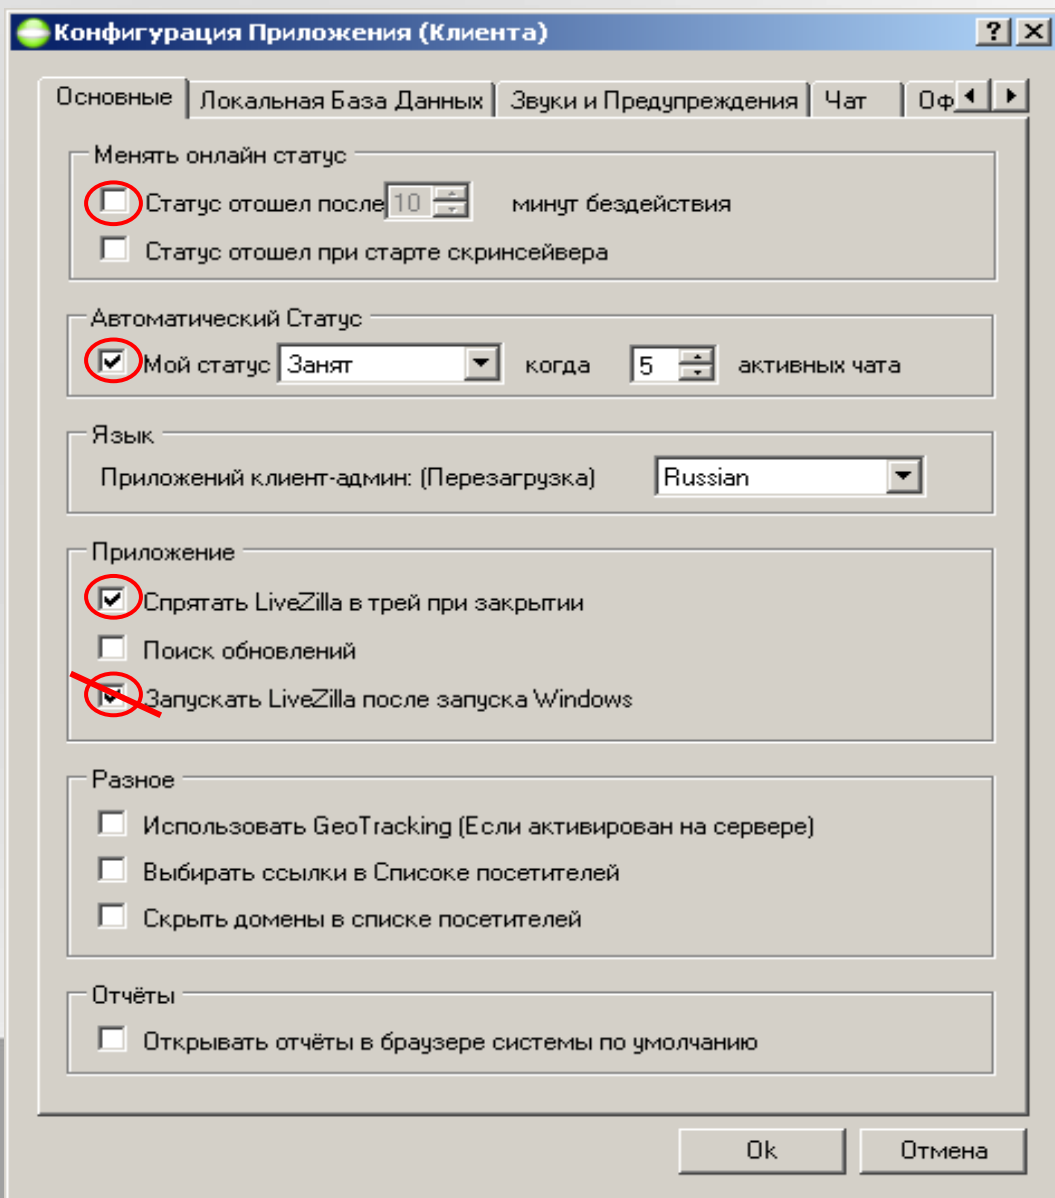 Конфигурация Приложения (Клиента)
Основные Локальная База Данных Звуки и Предупреждения Чат Оф
Менять онлайн статус
Статус отошел после 10 минут бездействия
Статус отошел при старте скринсейвера
Автоматический Статус
Мой статус Занят когда 5 активных чата
Язык
Приложений клиент-админ: (Перезагрузка) Russian
Приложение
Спрятать LiveZilla в трей при закрытии
Поиск обновлений
Запускать LiveZilla после запуска Windows
Разное
Использовать GeoTracking (Если активирован на сервере)
Выбирать ссылки в Списоке посетителей
Скрыть домены в списке посетителей
Отчёты
Открывать отчёты в браузере системы по умолчанию
Ok Отмена